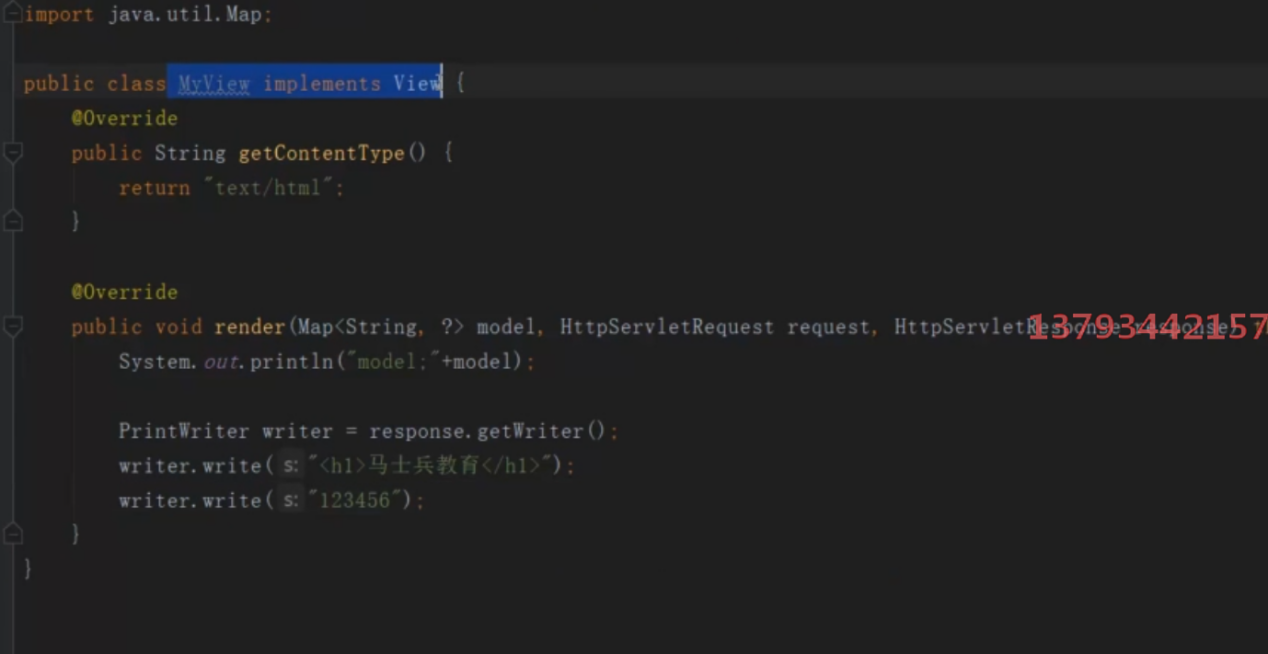 import java.util.Map;
public class MyView implements View {
@Override
public String getContentType() {
return "text/html";
}
@Override
public void render(Map<String, ?> model, HttpServletRequest request, HttpServletResponse response)
13793442157
System.out.println("model:"+model);
PrintWriter writer = response.getWriter();
writer.write( s: "<h1>马士兵教育</h1>");
writer.write( s: "123456");
}
}